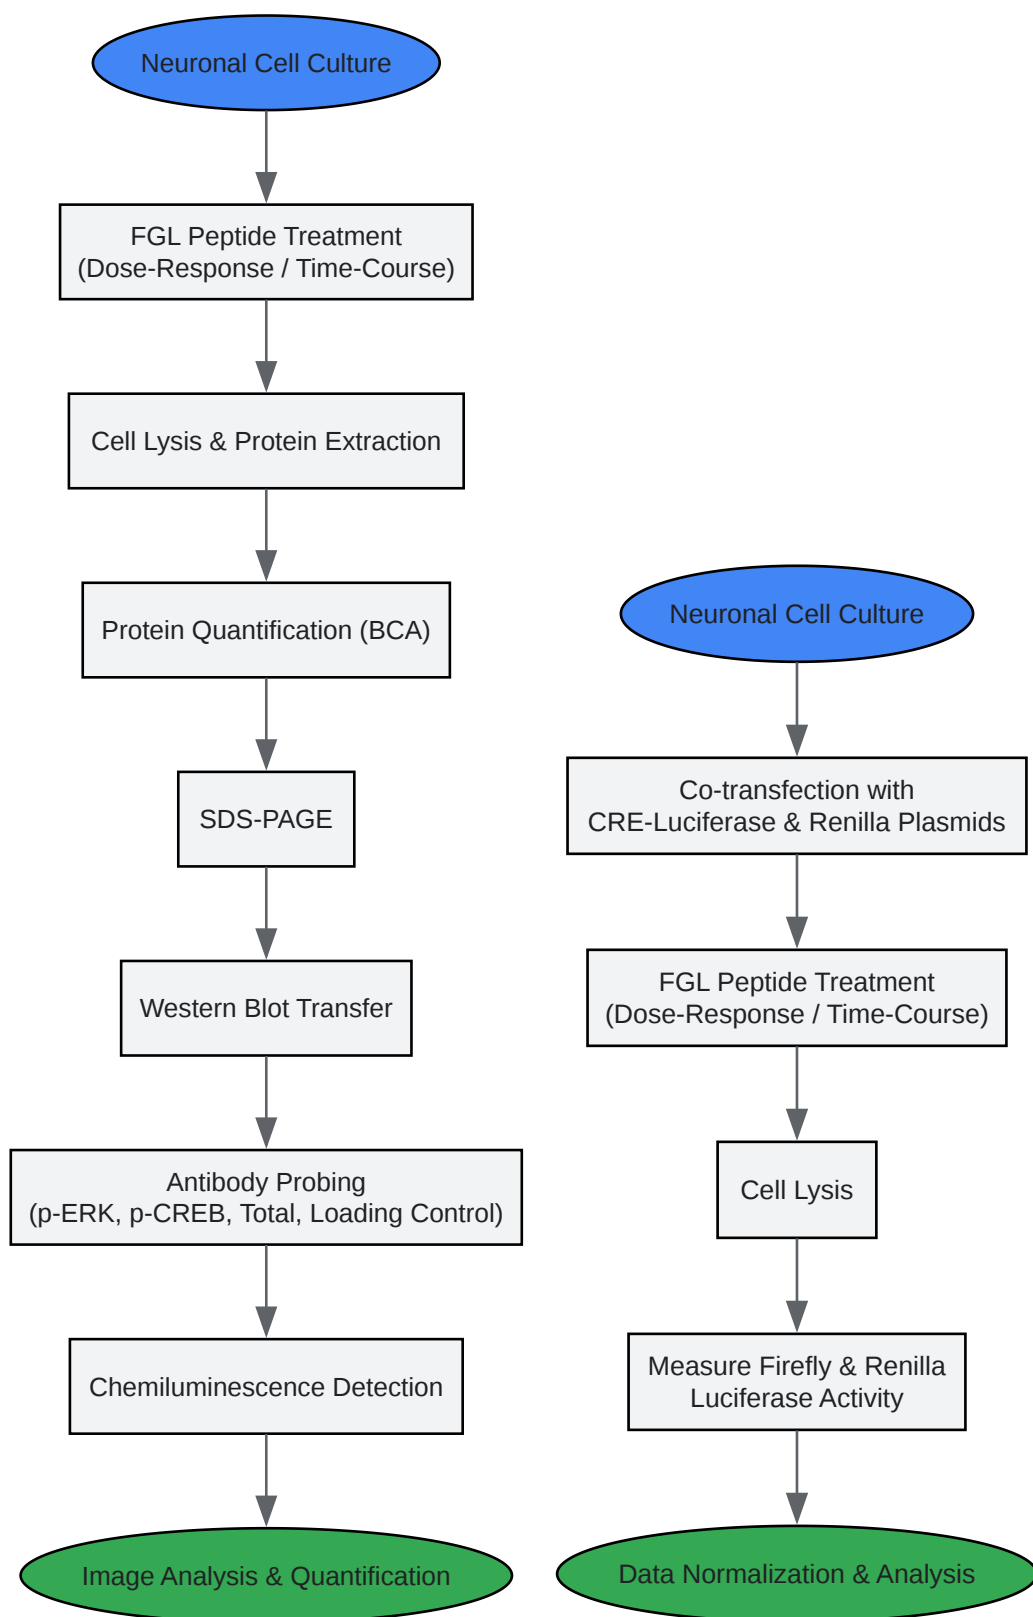 Neuronal Cell Culture
FGL Peptide Treatment
(Dose-Response / Time-Course)
Cell Lysis & Protein Extraction
Protein Quantification (BCA)
SDS-PAGE
Western Blot Transfer
Antibody Probing
(p-ERK, p-CREB, Total, Loading Control)
Chemiluminescence Detection
Image Analysis & Quantification
Neuronal Cell Culture
Co-transfection with
CRE-Luciferase & Renilla Plasmids
FGL Peptide Treatment
(Dose-Response / Time-Course)
Cell Lysis
Measure Firefly & Renilla
Luciferase Activity
Data Normalization & Analysis